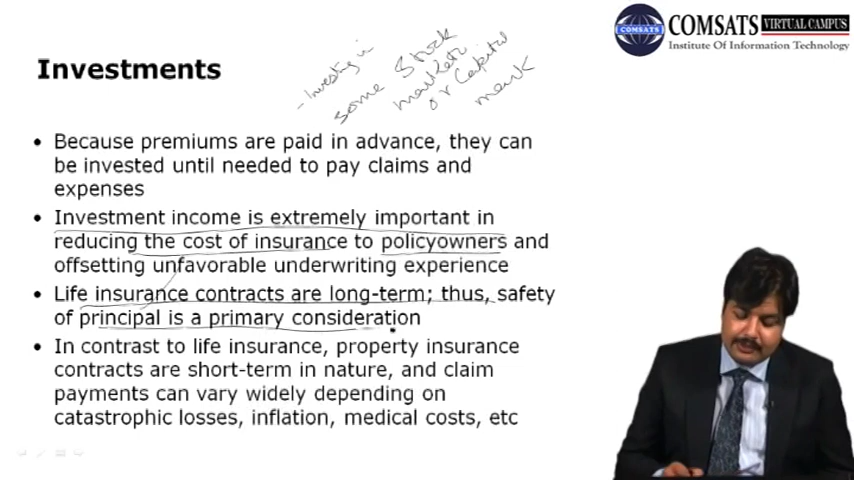 COMSATS VIRTUAL CAMPUS
Institute Of Information Technology
Investments
- Investing in
some Stock
markets
or Capital
mark
• Because premiums are paid in advance, they can
be invested until needed to pay claims and
expenses
• Investment income is extremely important in
reducing the cost of insurance to policyowners and
offsetting unfavorable underwriting experience
• Life insurance contracts are long-term; thus, safety
of principal is a primary consideration
• In contrast to life insurance, property insurance
contracts are short-term in nature, and claim
payments can vary widely depending on
catastrophic losses, inflation, medical costs, etc